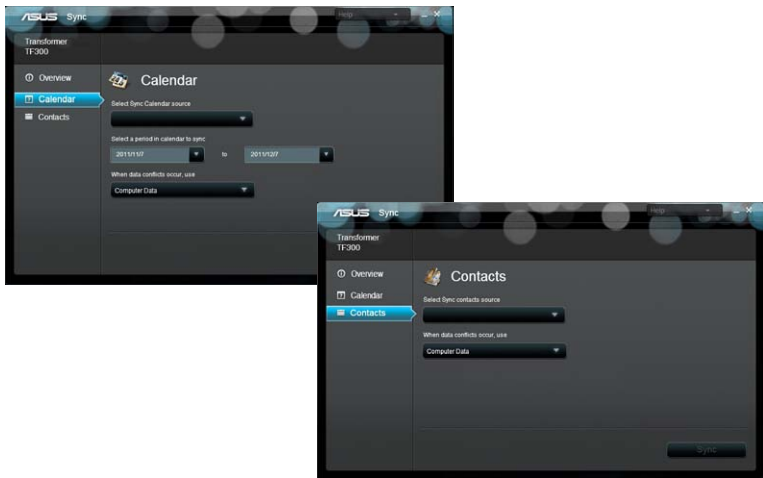 ASUS Sync
Help
Transformer
TF300
Overview
Calendar
Contacts
Calendar
Select Sync Calendar source
Select a period in calendar to sync
2011/11/7 to 2011/12/7
When data conflicts occur, use
Computer Data
ASUS Sync
Help
Transformer
TF300
Overview
Calendar
Contacts
Contacts
Select Sync contacts source
When data conflicts occur, use
Computer Data
Sync